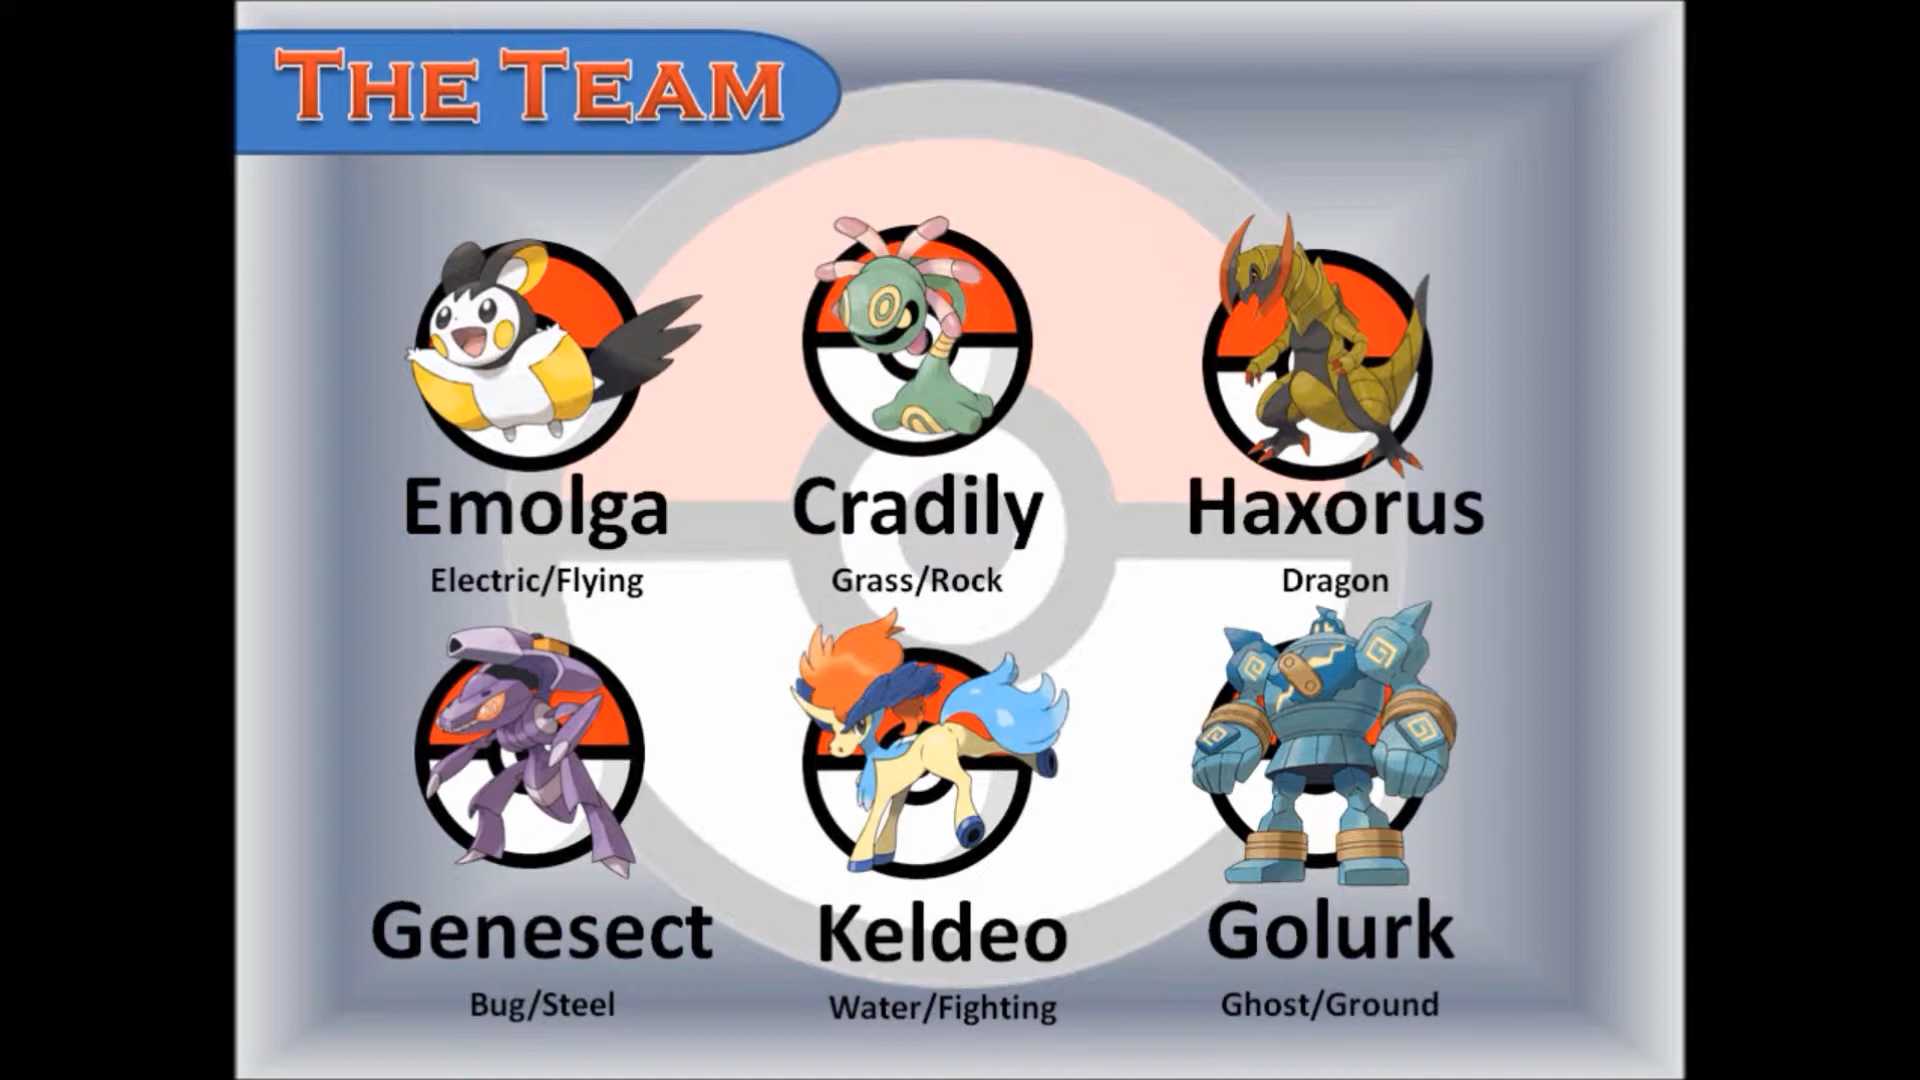 THE TEAM
Emolga
Electric/Flying
Cradily
Grass/Rock
Haxorus
Dragon
Genesect
Bug/Steel
Keldeo
Water/Fighting
Golurk
Ghost/Ground